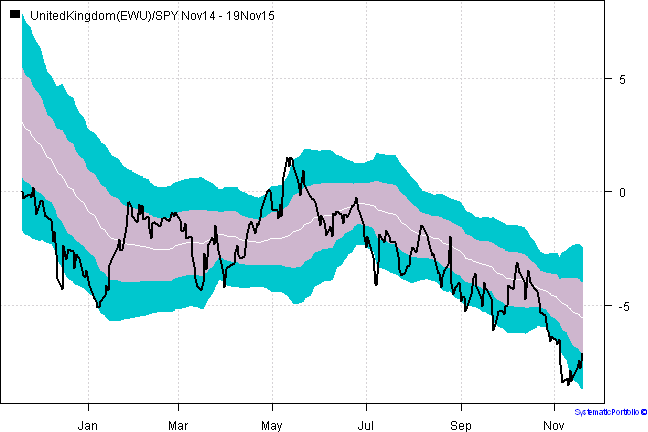 UnitedKingdom(EWU)/SPY Nov14 - 19Nov15
5
0
-5
Jan Mar May Jul Sep Nov
SystematicPortfolio ©